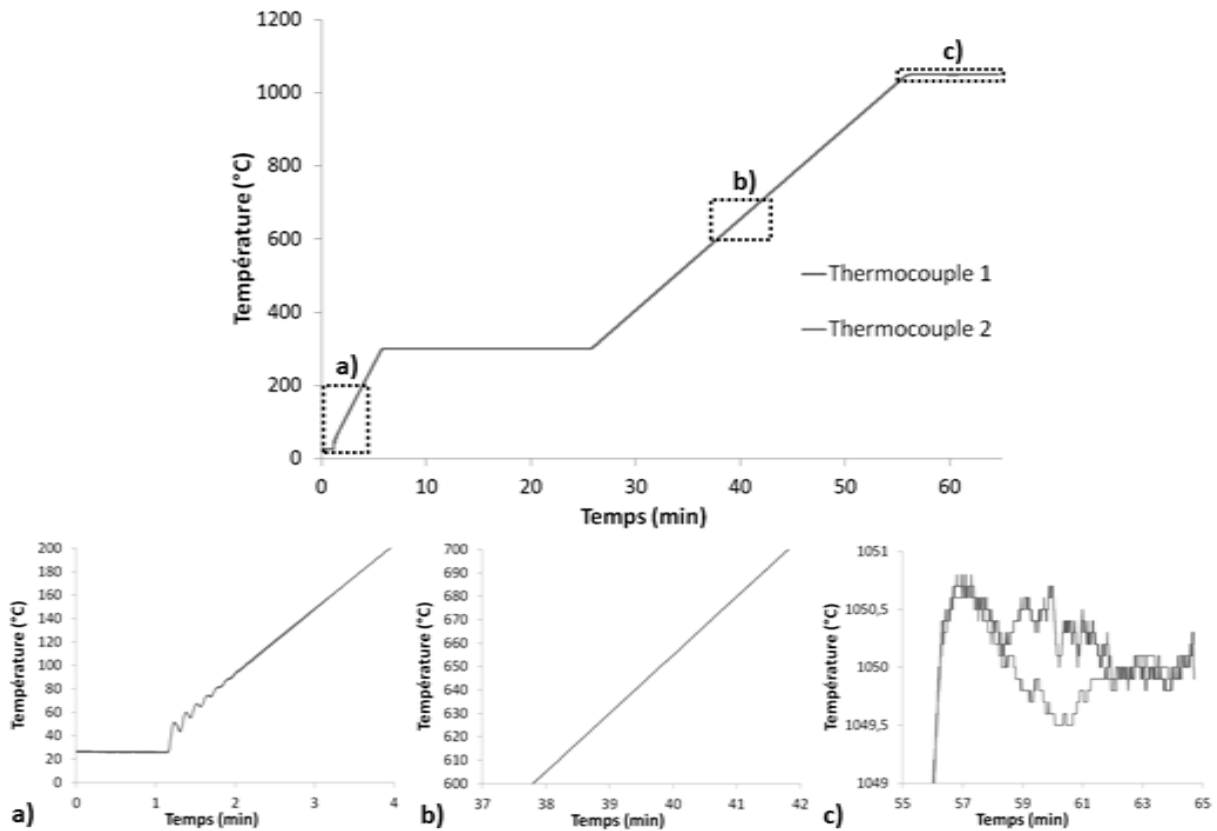 1200
1000
800
600
400
200
0
Température (°C)
a)
b)
c)
Thermocouple 1
Thermocouple 2
0 10 20 30 40 50 60
Temps (min)
200
180
160
140
120
100
80
60
40
20
0
Température (°C)
0 1 2 3 4
a)
Temps (min)
700
690
680
670
660
650
640
630
620
610
600
Température (°C)
37 38 39 40 41 42
b)
Temps (min)
1051
1050,5
1050
1049,5
1049
Température (°C)
55 57 59 61 63 65
c)
Temps (min)